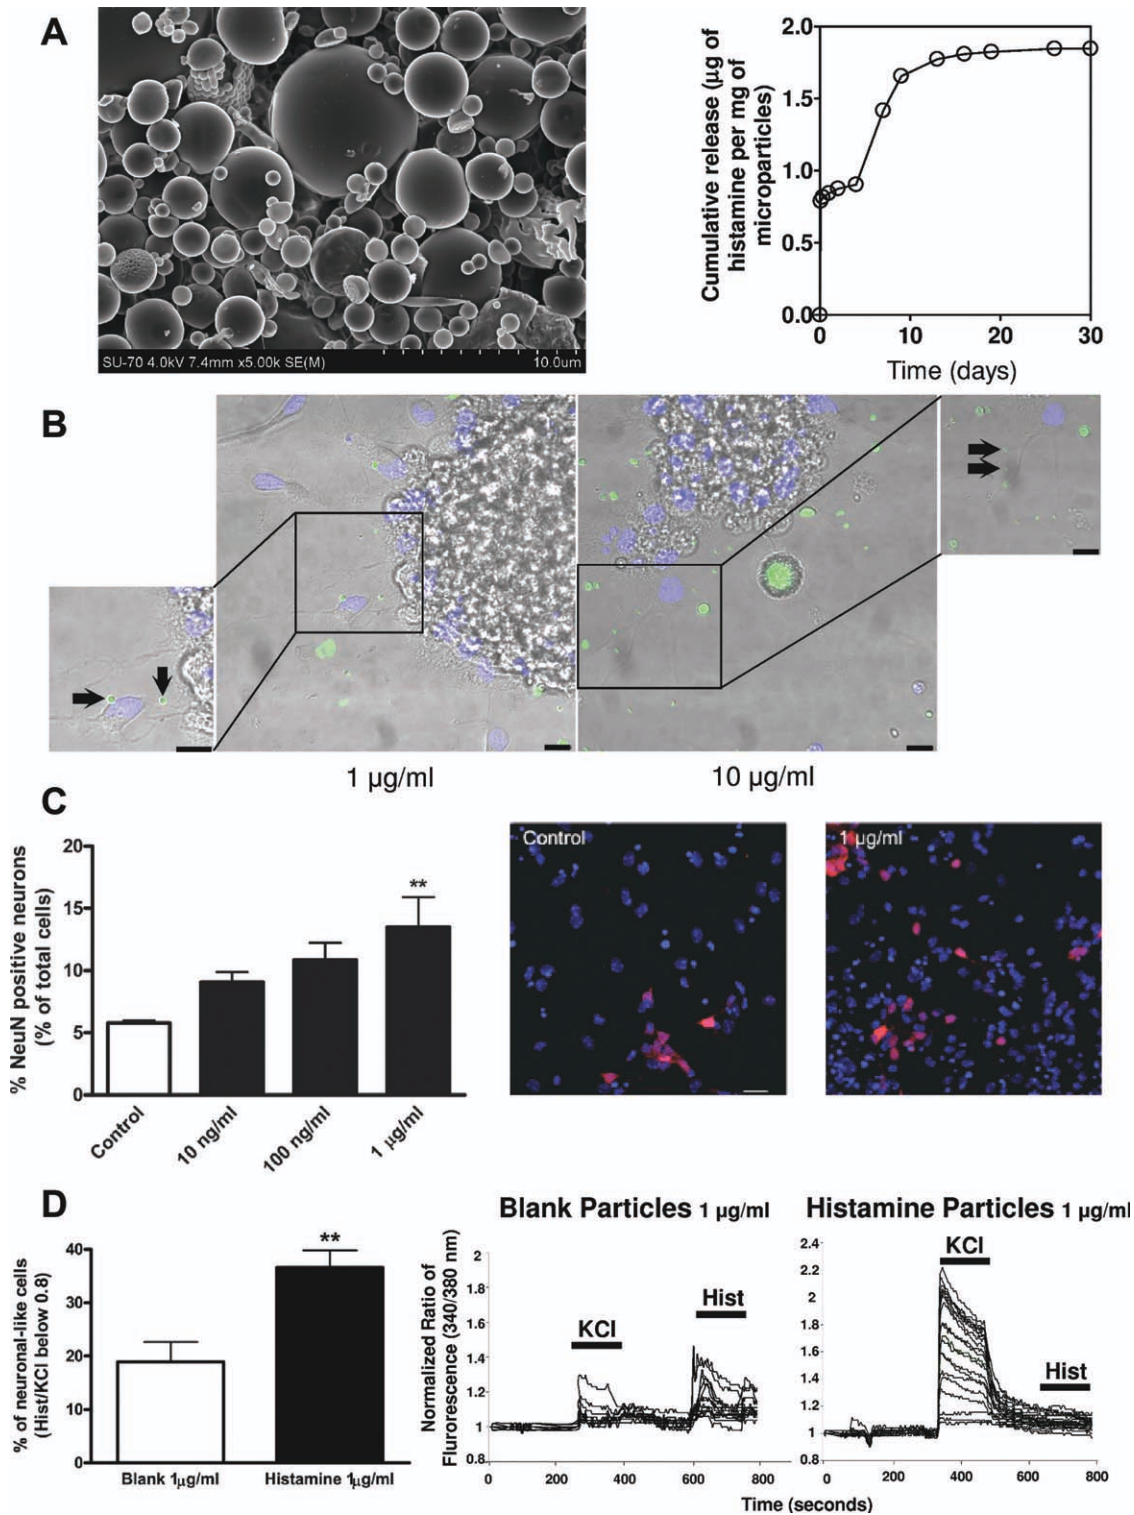 A
SU-70 4.0kV 7.4mm x5.00k SE(M)
10.0um
Cumulative release (µg of
histamine per mg of
microparticles)
2.0
1.5
1.0
0.5
0.0
0
10
20
30
Time (days)
B
1 µg/ml
10 µg/ml
C
% NeuN positive neurons
(% of total cells)
20
15
10
5
0
**
Control
10 ng/ml
100 ng/ml
1 µg/ml
Control
1 µg/ml
D
% of neuronal-like cells
(Hist/KCl below 0.8)
40
30
20
10
0
**
Blank 1µg/ml
Histamine 1µg/ml
Blank Particles 1 µg/ml
Normalized Ratio of
Flurorescence (340/380 nm)
2
1.8
1.6
1.4
1.2
1
0.8
KCl
Hist
0
200
400
600
800
Histamine Particles 1 µg/ml
2.4
2.2
2
1.8
1.6
1.4
1.2
1
0.8
KCl
Hist
0
200
400
600
800
Time (seconds)